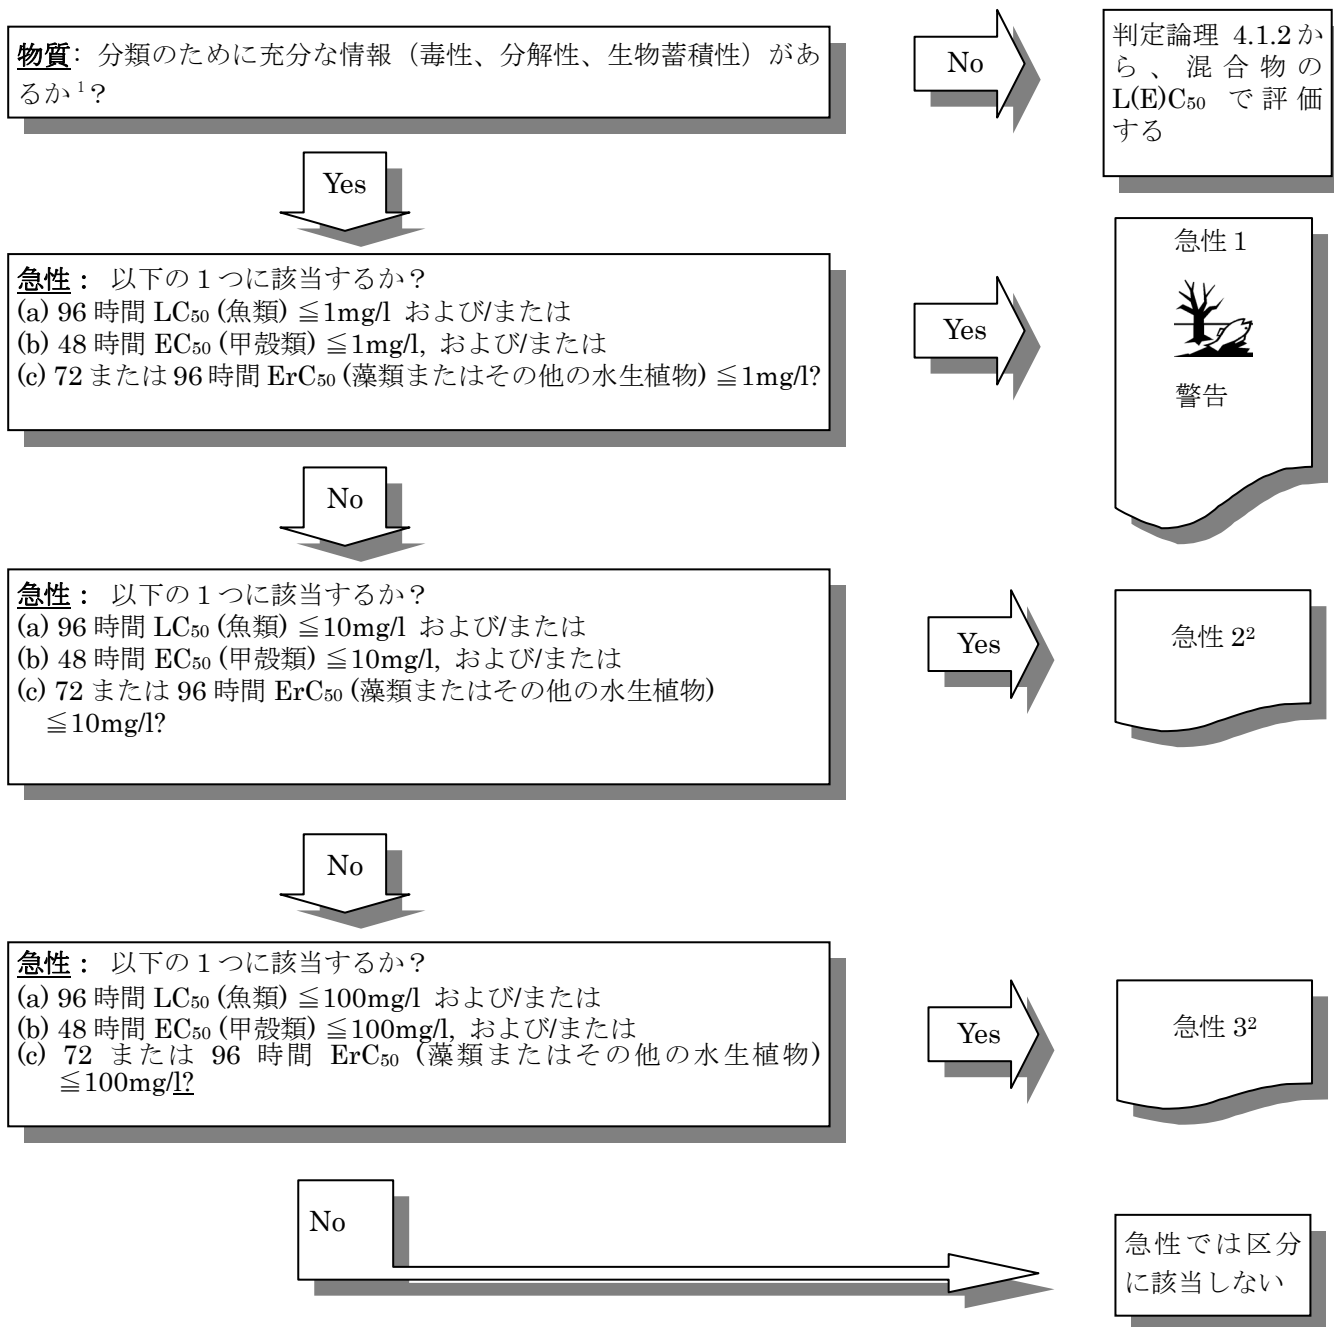 物質: 分類のために充分な情報（毒性、分解性、生物蓄積性）があ
るか¹？
No
判定論理 4.1.2 か
ら、混合物の
L(E)C₅₀ で評価
する
Yes
急性： 以下の１つに該当するか？
(a) 96 時間 LC₅₀ (魚類) ≦1mg/l および/または
(b) 48 時間 EC₅₀ (甲殻類) ≦1mg/l, および/または
(c) 72 または 96 時間 ErC₅₀ (藻類またはその他の水生植物) ≦1mg/l?
Yes
急性 1
警告
No
急性： 以下の１つに該当するか？
(a) 96 時間 LC₅₀ (魚類) ≦10mg/l および/または
(b) 48 時間 EC₅₀ (甲殻類) ≦10mg/l, および/または
(c) 72 または 96 時間 ErC₅₀ (藻類またはその他の水生植物)
≦10mg/l?
Yes
急性 2²
No
急性： 以下の１つに該当するか？
(a) 96 時間 LC₅₀ (魚類) ≦100mg/l および/または
(b) 48 時間 EC₅₀ (甲殻類) ≦100mg/l, および/または
(c) 72 または 96 時間 ErC₅₀ (藻類またはその他の水生植物)
≦100mg/l?
Yes
急性 3²
No
急性では区分
に該当しない